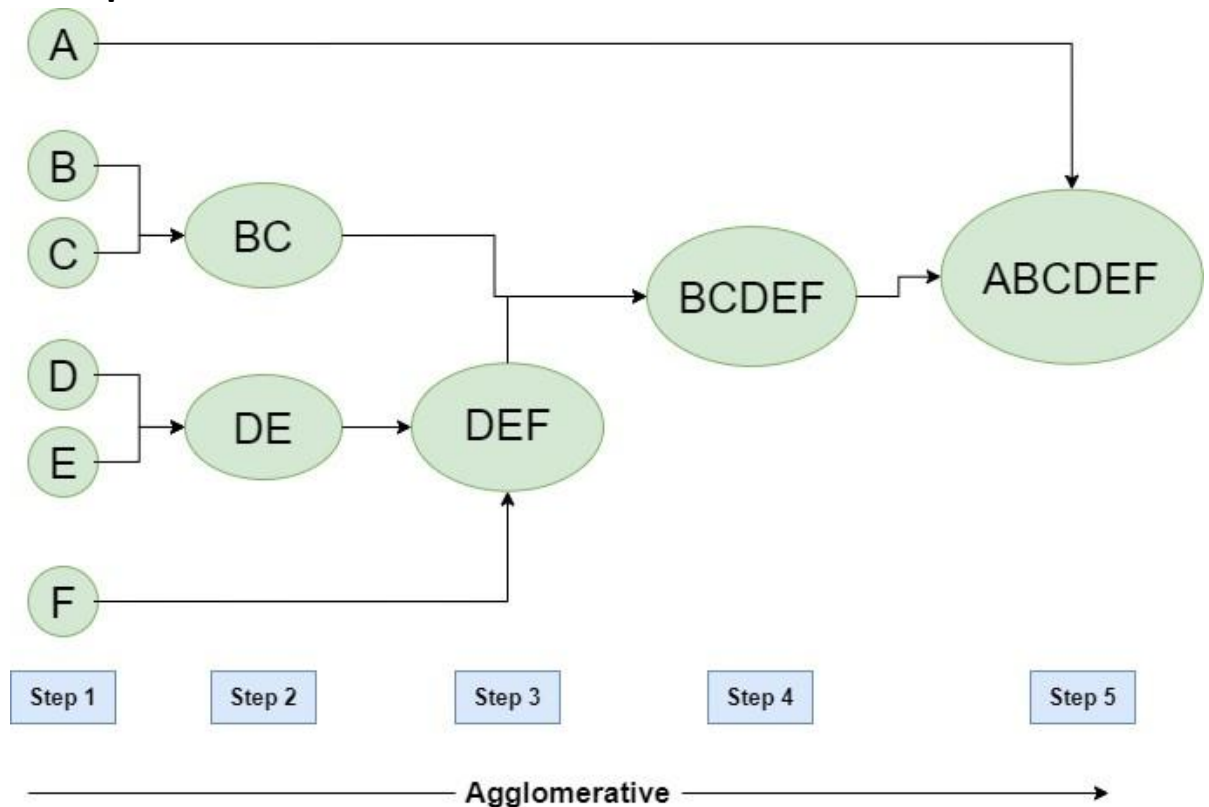 A
B
C
D
E
F
BC
DE
DEF
BCDEF
ABCDEF
Step 1
Step 2
Step 3
Step 4
Step 5
Agglomerative